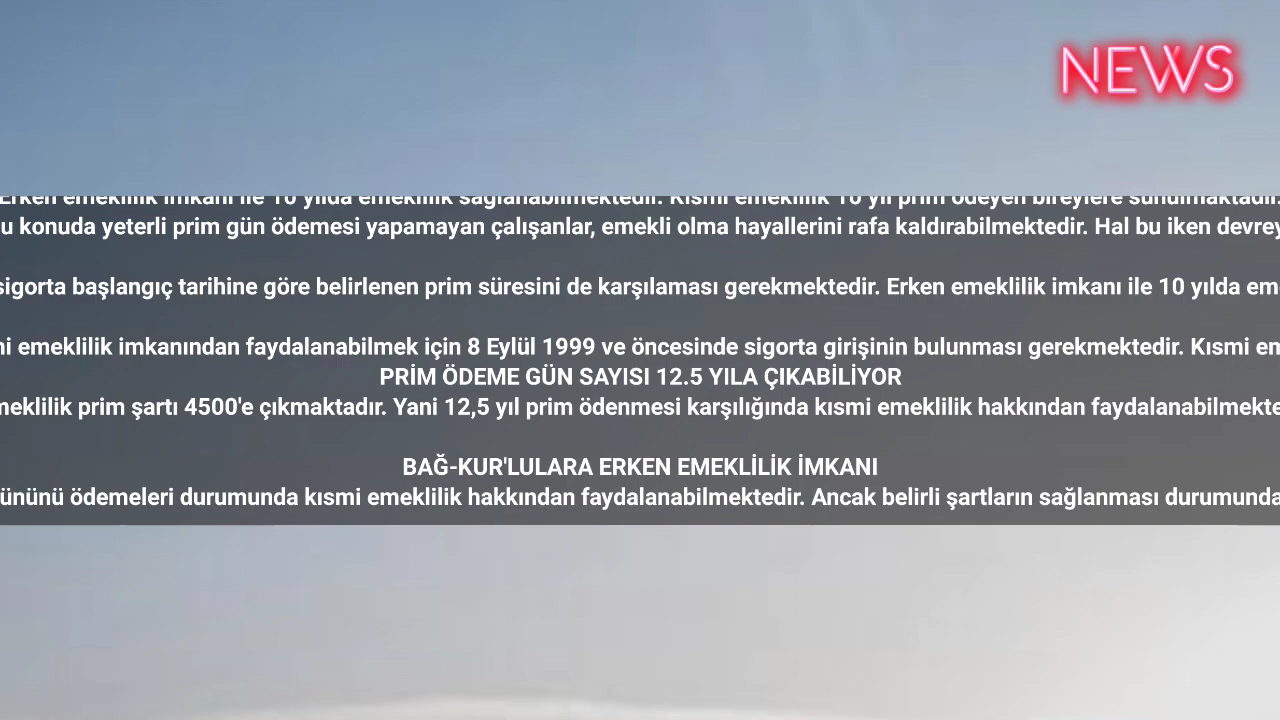 NEWS
Erken emeklilik imkanı ile 10 yılda emeklilik sağlanabilmektedir. Kısmi emeklilik 10 yıl prim ödeyen bireylere sunulmaktadır.
u konuda yeterli prim gün ödemesi yapamayan çalışanlar, emekli olma hayallerini rafa kaldırabilmektedir. Hal bu iken devrey
sigorta başlangıç tarihine göre belirlenen prim süresini de karşılaması gerekmektedir. Erken emeklilik imkanı ile 10 yılda em
ni emeklilik imkanından faydalanabilmek için 8 Eylül 1999 ve öncesinde sigorta girişinin bulunması gerekmektedir. Kısmi em
PRİM ÖDEME GÜN SAYISI 12.5 YILA ÇIKABİLİYOR
meklilik prim şartı 4500'e çıkmaktadır. Yani 12,5 yıl prim ödenmesi karşılığında kısmi emeklilik hakkından faydalanabilmekte
BAĞ-KUR'LULARA ERKEN EMEKLİLİK İMKANI
ününü ödemeleri durumunda kısmi emeklilik hakkından faydalanabilmektedir. Ancak belirli şartların sağlanması durumunda